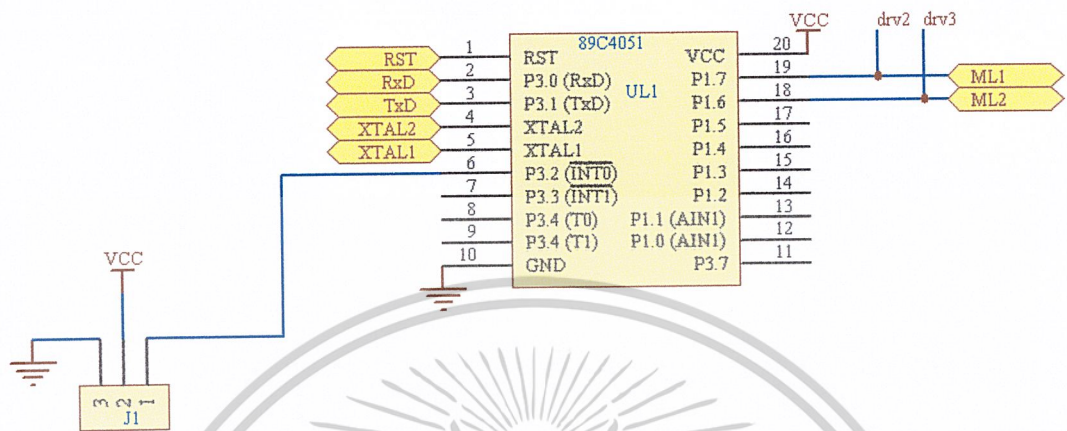 VCC
drv2 drv3
89C4051
UL1
RST 1 RST
RxD 2 P3.0 (RxD)
TxD 3 P3.1 (TxD)
XTAL2 4 XTAL2
XTAL1 5 XTAL1
6 P3.2 (INT0)
7 P3.3 (INT1)
8 P3.4 (T0)
9 P3.4 (T1)
10 GND
VCC 20
P1.7 19 ML1
P1.6 18 ML2
P1.5 17
P1.4 16
P1.3 15
P1.2 14
P1.1 (AIN1) 13
P1.0 (AIN1) 12
P3.7 11
VCC
3 2 1
J1